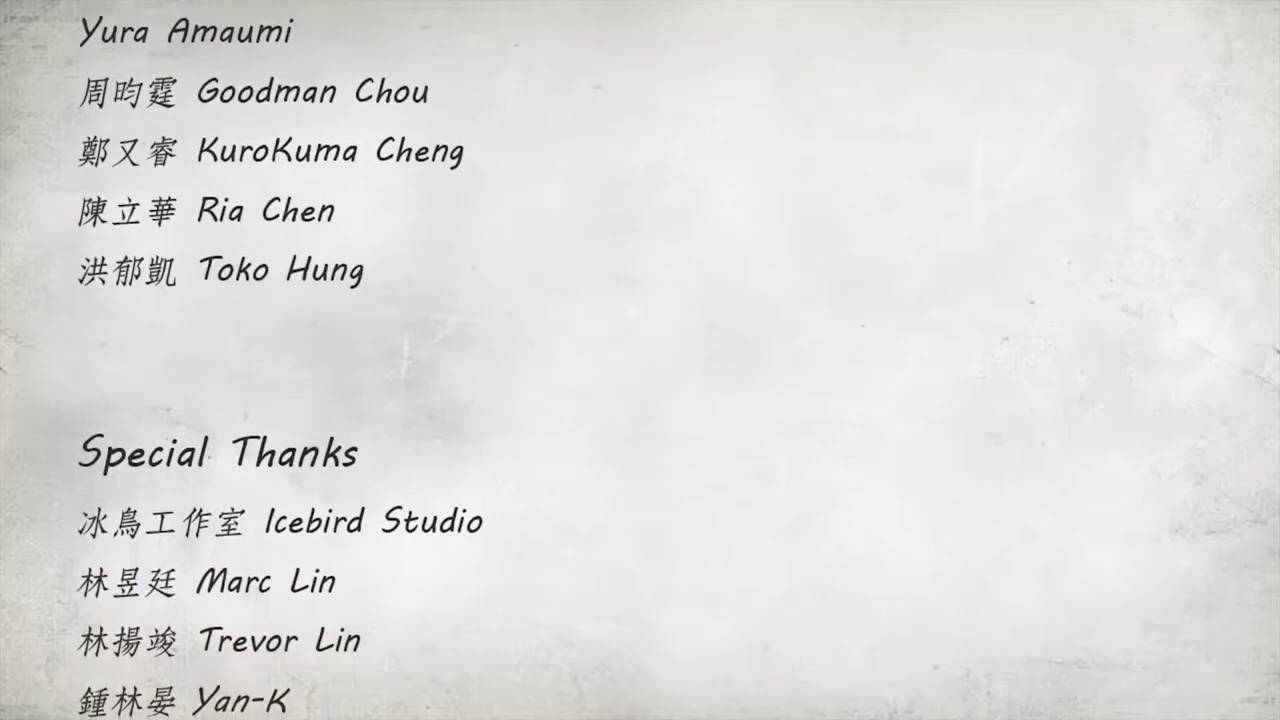 Yura Amaumi
周昀霆 Goodman Chou
鄭又睿 KuroKuma Cheng
陳立華 Ria Chen
洪郁凱 Toko Hung
Special Thanks
冰鳥工作室 Icebird Studio
林昱廷 Marc Lin
林揚竣 Trevor Lin
鍾林晏 Yan-K